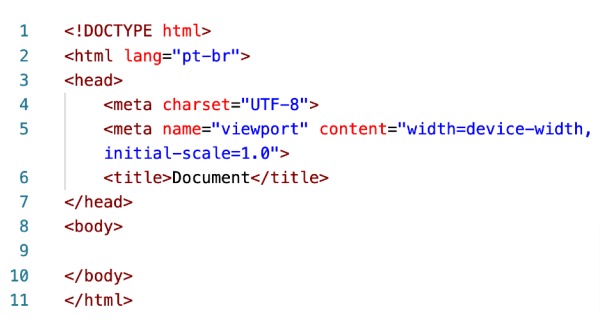 1 <!DOCTYPE html>
2 <html lang="pt-br">
3 <head>
4 <meta charset="UTF-8">
5 <meta name="viewport" content="width=device-width,
initial-scale=1.0">
6 <title>Document</title>
7 </head>
8 <body>
9
10 </body>
11 </html>